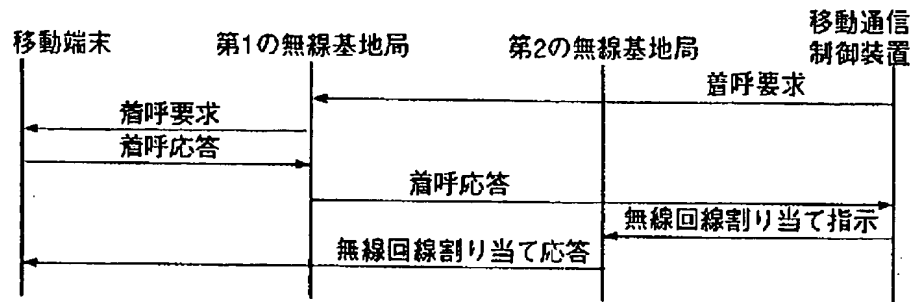 移動端末
第1の無線基地局
第2の無線基地局
移動通信
制御装置
着呼要求
着呼要求
着呼応答
着呼応答
無線回線割り当て指示
無線回線割り当て応答